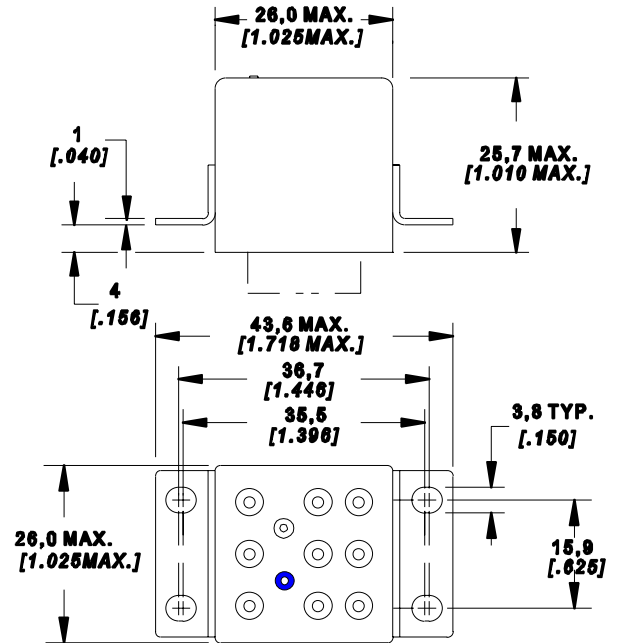 26,0 MAX.
[1.025MAX.]
1
[.040]
25,7 MAX.
[1.010 MAX.]
4
[.156]
43,6 MAX.
[1.718 MAX.]
36,7
[1.446]
35,5
[1.396]
3,8 TYP.
[.150]
26,0 MAX.
[1.025MAX.]
15,9
[.625]